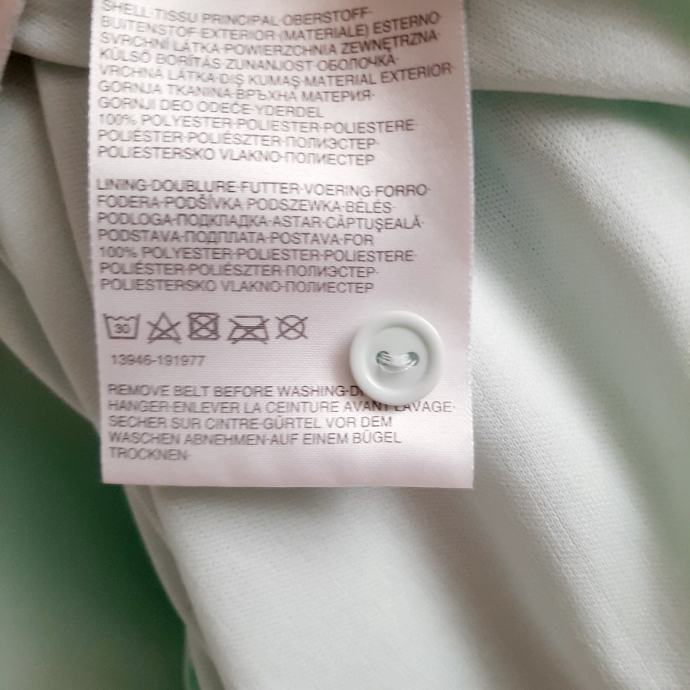 SHELL·TISSU PRINCIPAL·OBERSTOFF·
BUITENSTOF·EXTERIOR·(MATERIALE) ESTERNO·
SVRCHNÍ LÁTKA·POWIERZCHNIA ZEWNĘTRZNA·
KÜLSŐ BORÍTÁS·ZUNANJOST·ОБОЛОЧКА·
VRCHNA LÁTKA·DIŞ KUMAŞ·MATERIAL EXTERIOR·
GORNJA TKANINA·ВРЪХНА МАТЕРИЯ·
GORNJI DEO ODEĆE·YDERDEL
100% POLYESTER·POLIESTER·POLIESTERE·
POLIÉSTER·POLIÉSZTER·ПОЛИЭСТЕР·
POLIESTERSKO VLAKNO·ПОЛИЕСТЕР
LINING·DOUBLURE·FUTTER·VOERING·FORRO·
FODERA·PODŠÍVKA·PODSZEWKA·BÉLÉS·
PODLOGA·ПОДКЛАДКА·ASTAR·CĂPTUŞEALĂ·
PODSTAVA·ПОДПЛАТА·POSTAVA·FOR
100% POLYESTER·POLIESTER·POLIESTERE·
POLIÉSTER·POLIÉSZTER·ПОЛИЭСТЕР·
POLIESTERSKO VLAKNO·ПОЛИЕСТЕР
30
13946-191977
REMOVE BELT BEFORE WASHING·
HANGER·ENLEVER LA CEINTURE AVANT LAVAGE·
SECHER SUR CINTRE·GÜRTEL VOR DEM
WASCHEN ABNEHMEN·AUF EINEM BÜGEL
TROCKNEN·